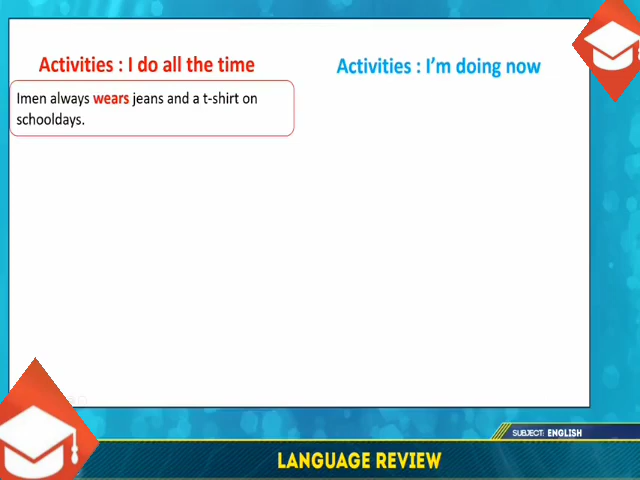 Activities : I do all the time
Activities : I'm doing now
Imen always wears jeans and a t-shirt on
schooldays.
SUBJECT: ENGLISH
LANGUAGE REVIEW